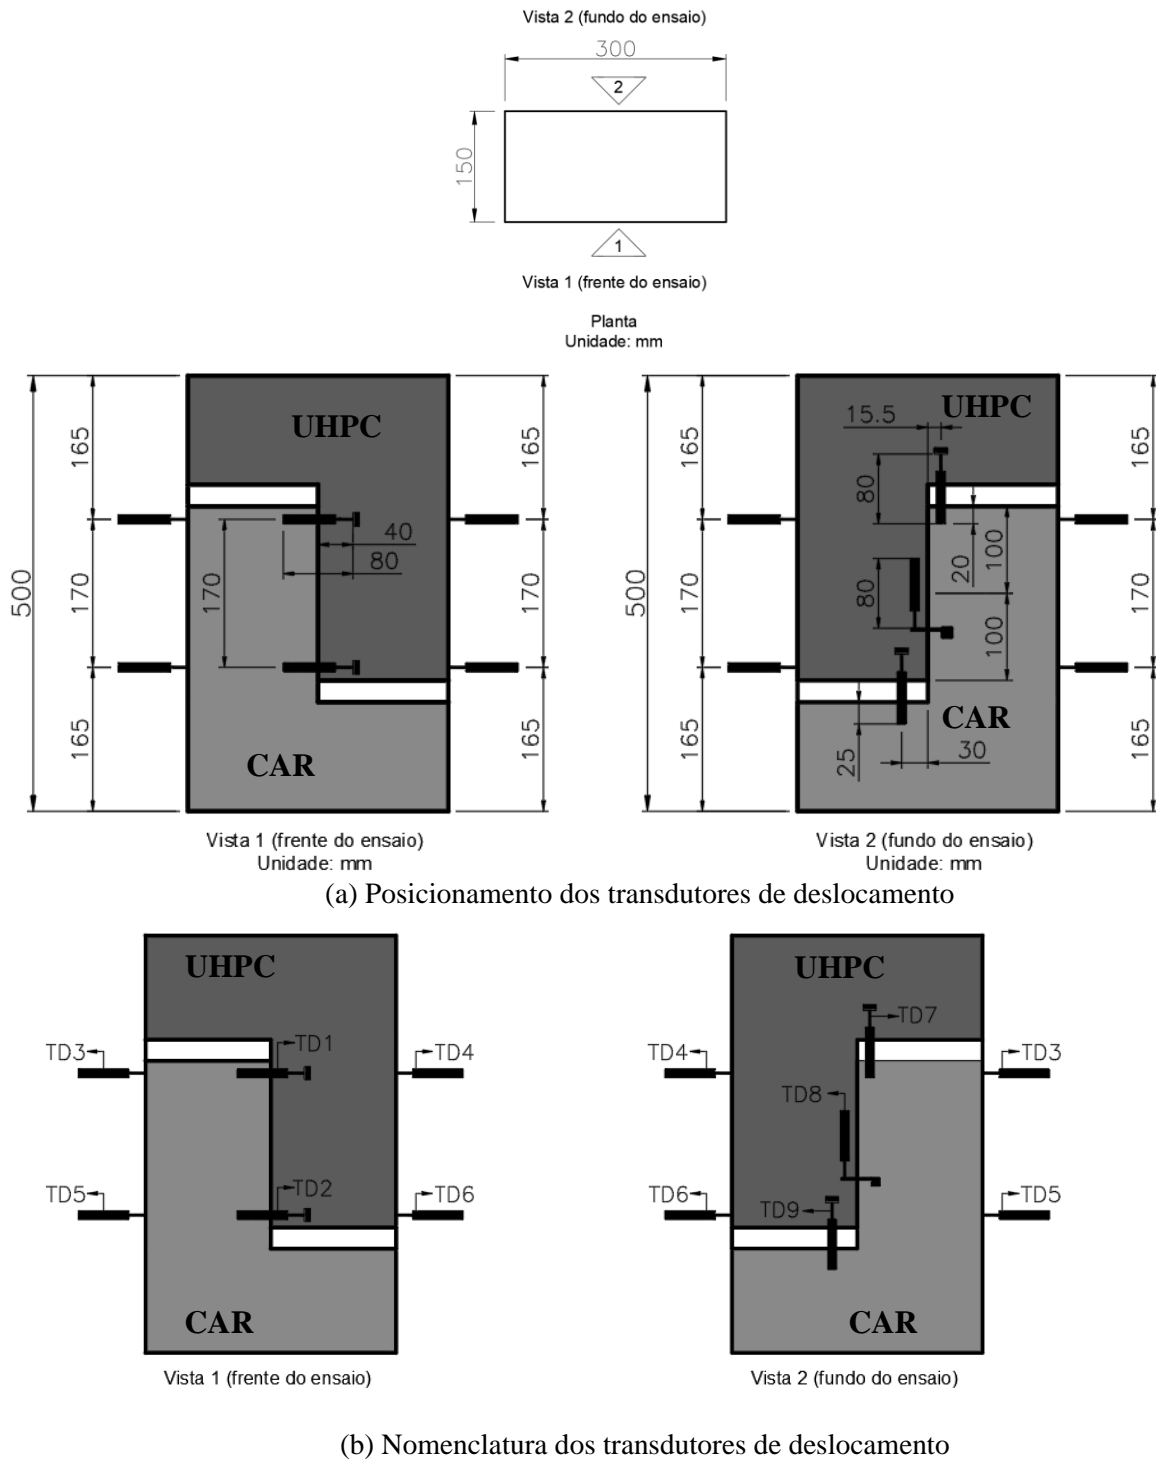 Vista 2 (fundo do ensaio)
300
2
150
1
Vista 1 (frente do ensaio)
Planta
Unidade: mm
500
165
170
165
UHPC
170
40
80
CAR
165
170
165
Vista 1 (frente do ensaio)
Unidade: mm
500
165
170
165
15.5
UHPC
80
20
100
80
100
CAR
25
30
165
170
165
Vista 2 (fundo do ensaio)
Unidade: mm
(a) Posicionamento dos transdutores de deslocamento
UHPC
TD3
TD1
TD4
TD5
TD2
TD6
CAR
Vista 1 (frente do ensaio)
UHPC
TD7
TD4
TD3
TD8
TD6
TD9
TD5
CAR
Vista 2 (fundo do ensaio)
(b) Nomenclatura dos transdutores de deslocamento